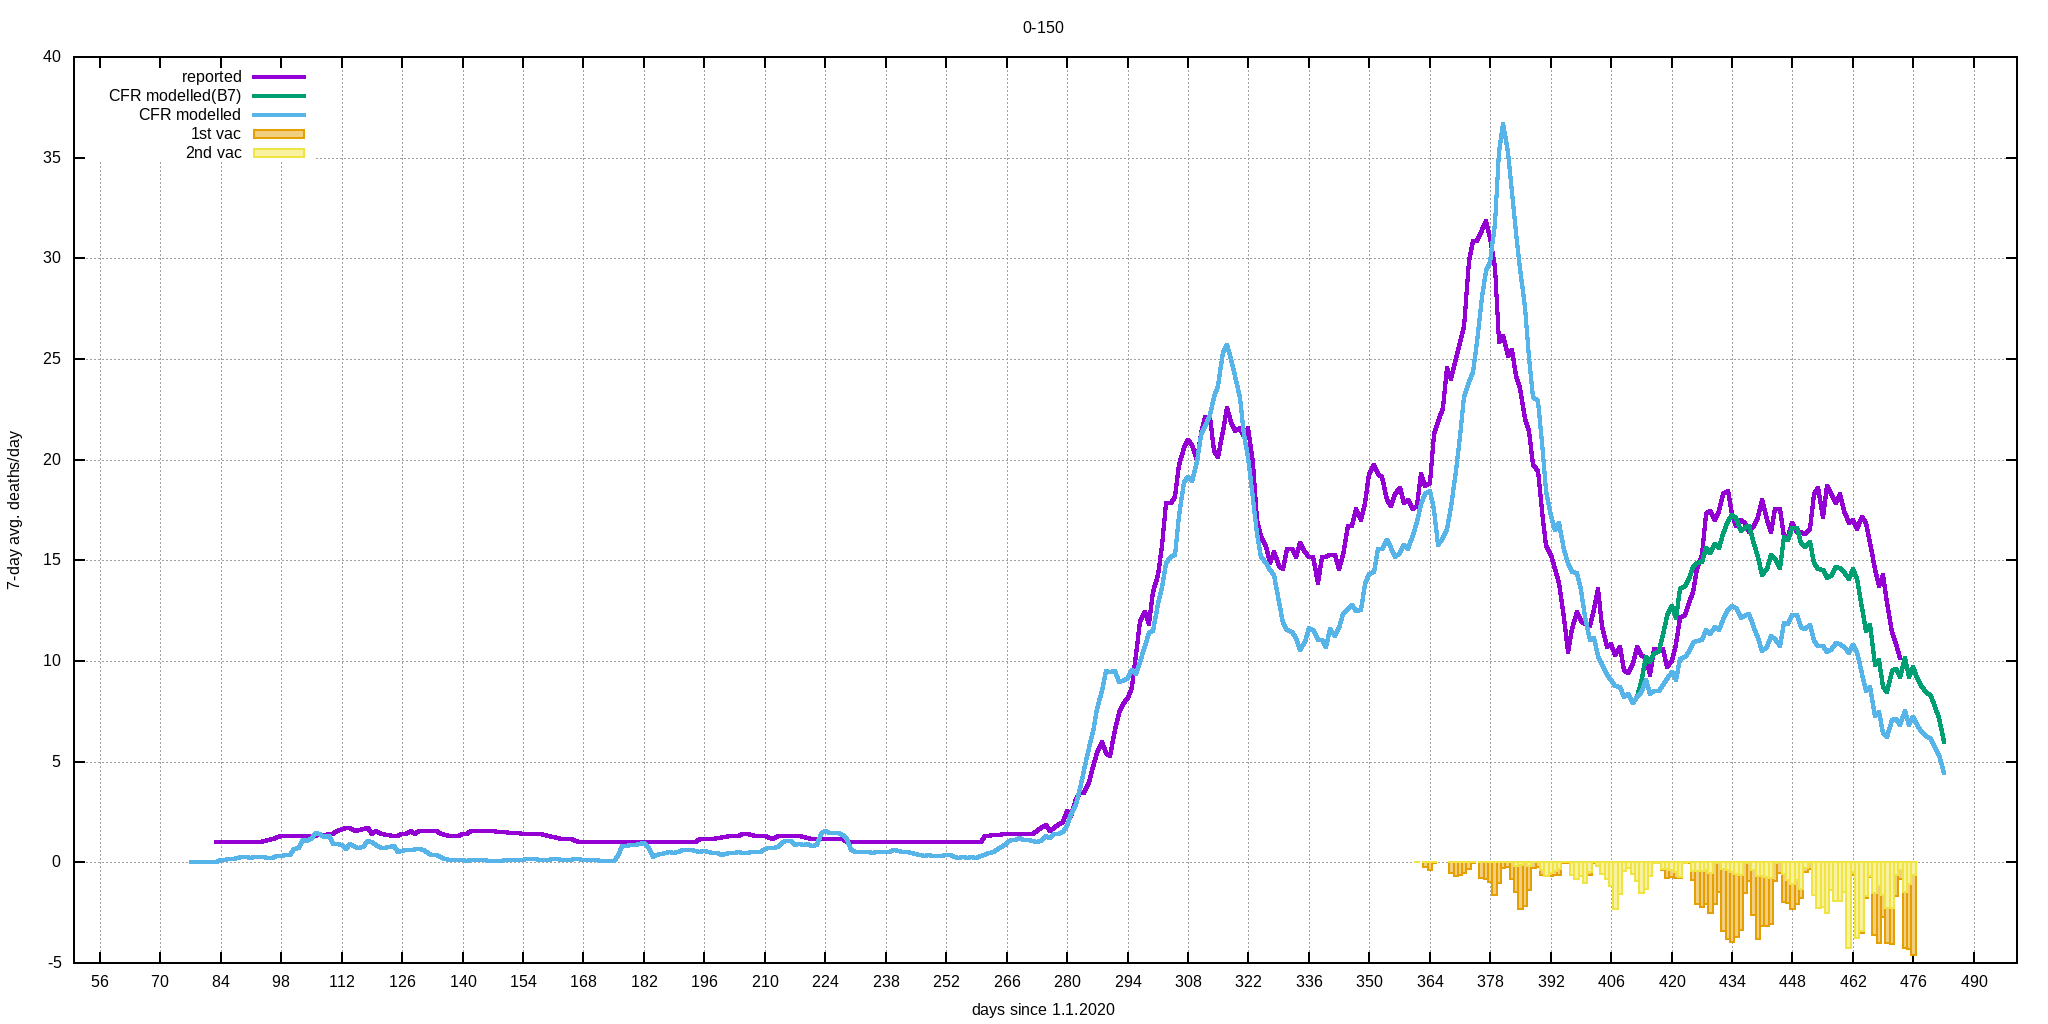 0-150
40
35
30
25
20
15
10
5
0
-5
7-day avg. deaths/day
reported
CFR modelled(B7)
CFR modelled
1st vac
2nd vac
56 70 84 98 112 126 140 154 168 182 196 210 224 238 252 266 280 294 308 322 336 350 364 378 392 406 420 434 448 462 476 490
days since 1.1.2020